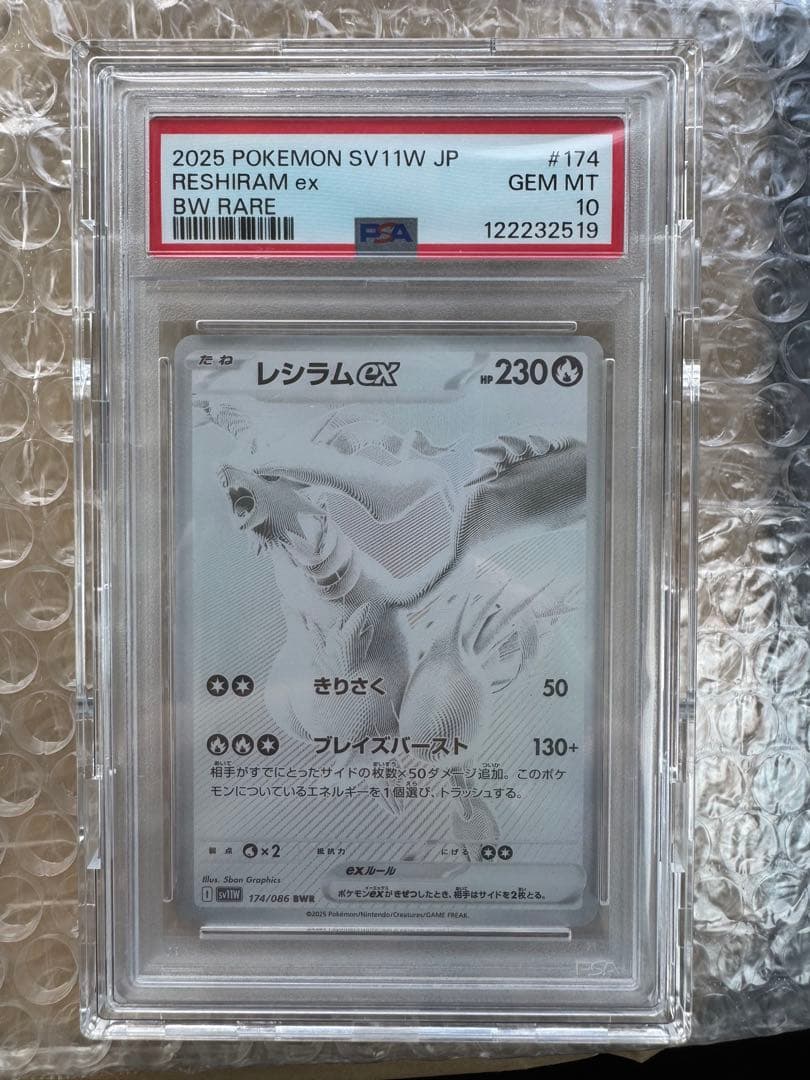 2025 POKEMON SV11W JP #174
RESHIRAM ex GEM MT
BW RARE 10
PSA 122232519
たね レシラムex HP 230
きりさく 50
ブレイズバースト 130+
相手がすでにとったサイドの枚数×50ダメージ追加。このポケ
モンについているエネルギーを1個選び、トラッシュする。
弱点 ×2 抵抗力 にげる
exルール
ポケモンexがきぜつしたとき、相手はサイドを2枚とる。
Illus. 5ban Graphics
I sv11W 174/086 BWR
©2025 Pokémon/Nintendo/Creatures/GAME FREAK.
PSA